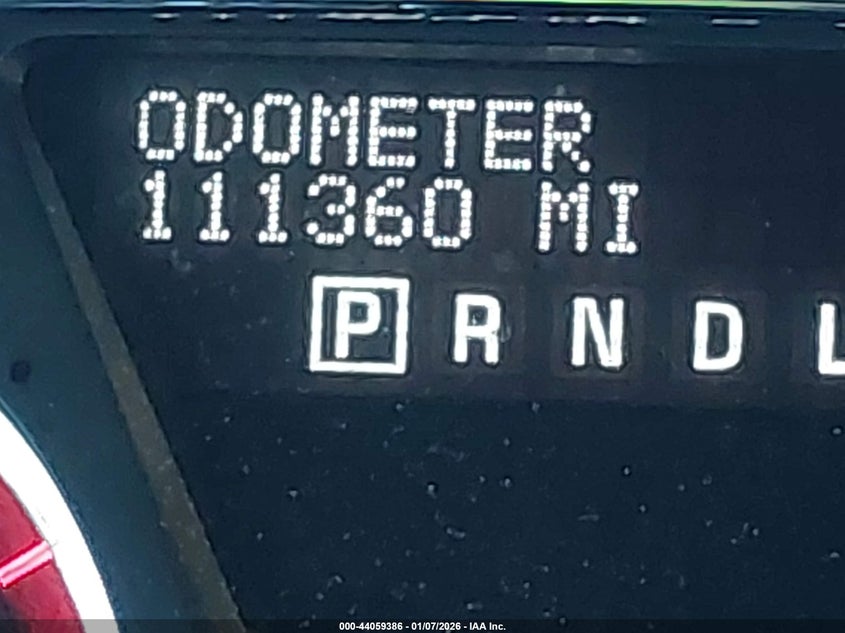 ODOMETER
111360 MI
P R N D L
000-44059386 - 01/07/2026 - IAA Inc.